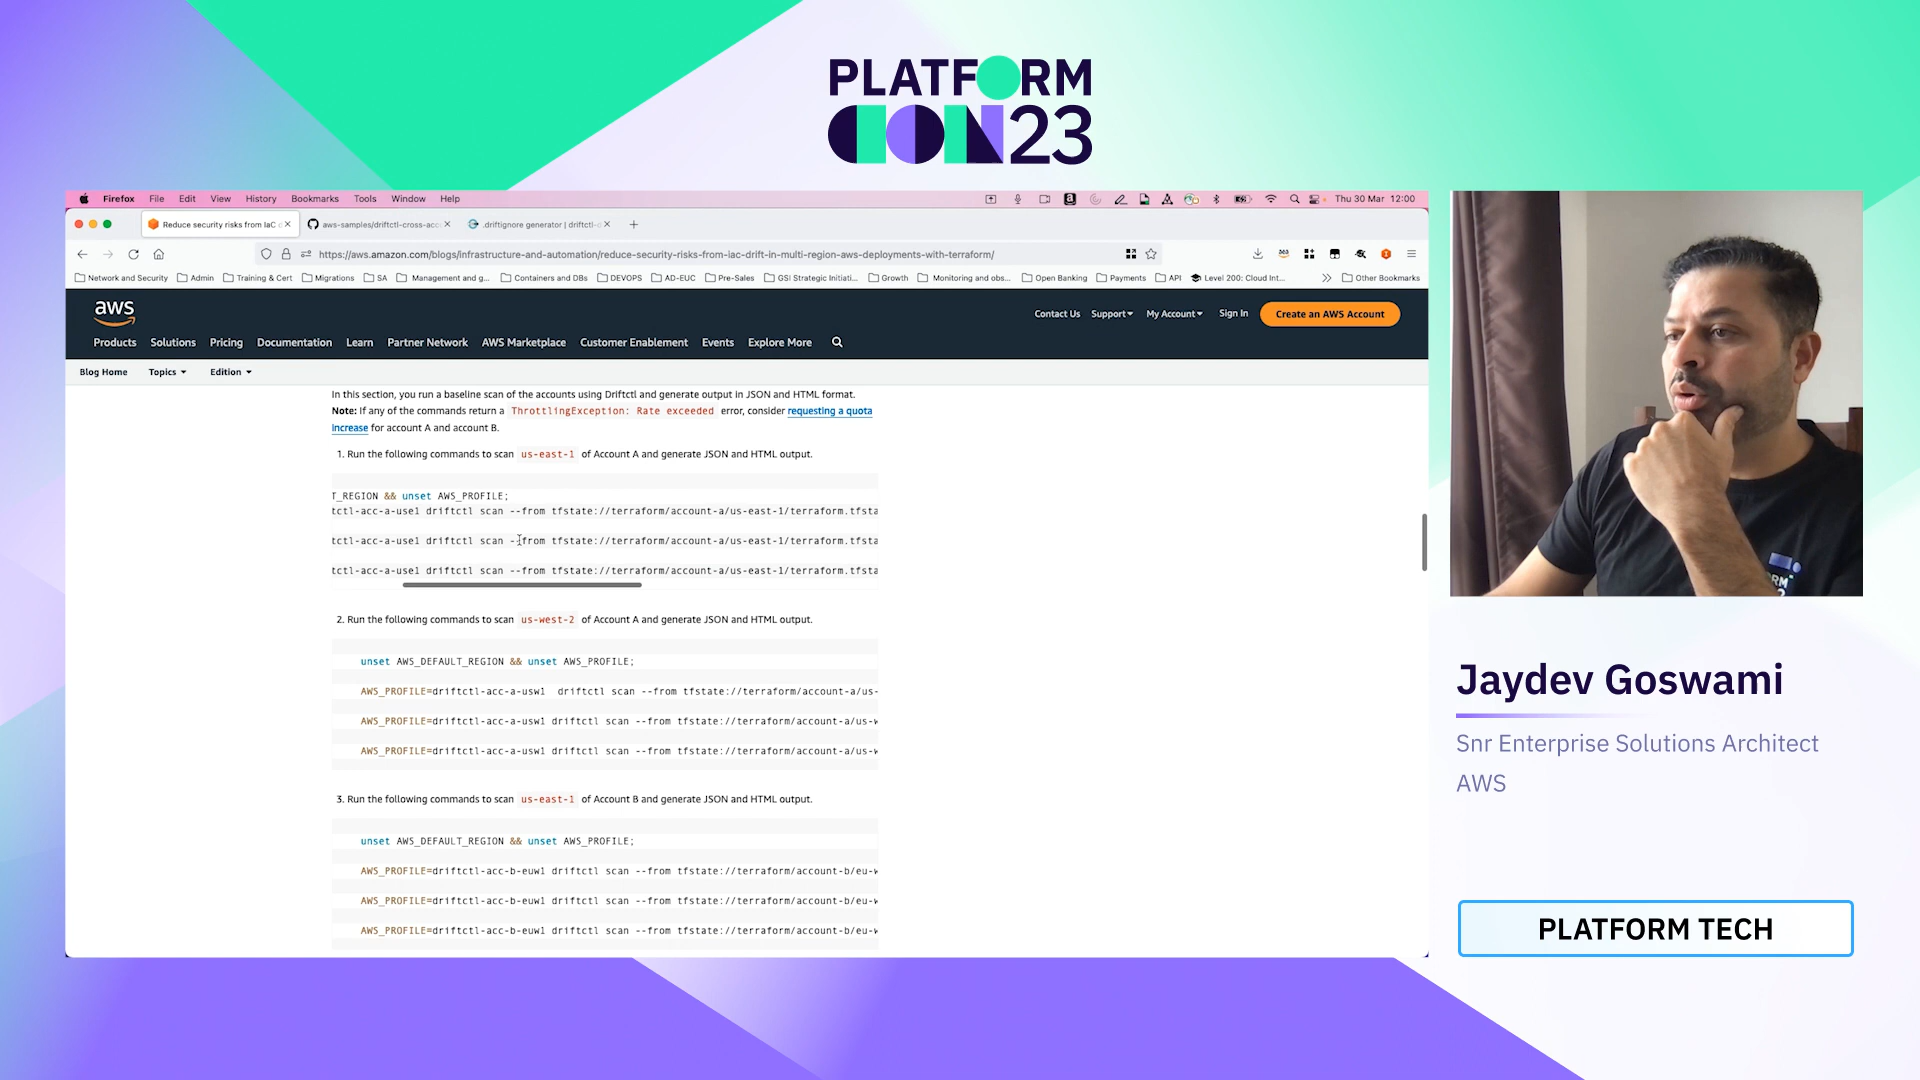 PLATFORM
CON23
Firefox File Edit View History Bookmarks Tools Window Help
Thu 30 Mar 12:00
Reduce security risks from IaC
aws-samples/driftctl-cross-acc
.driftignore generator | driftctl-
https://aws.amazon.com/blogs/infrastructure-and-automation/reduce-security-risks-from-iac-drift-in-multi-region-aws-deployments-with-terraform/
Network and Security Admin Training & Cert Migrations SA Management and g... Containers and DBs DEVOPS AD-EUC Pre-Sales GSI Strategic Initiati... Growth Monitoring and obs... Open Banking Payments API Level 200: Cloud Int... Other Bookmarks
aws
Contact Us Support My Account Sign In Create an AWS Account
Products Solutions Pricing Documentation Learn Partner Network AWS Marketplace Customer Enablement Events Explore More
Blog Home Topics Edition
In this section, you run a baseline scan of the accounts using Driftctl and generate output in JSON and HTML format.
Note: If any of the commands return a ThrottlingException: Rate exceeded error, consider requesting a quota
increase for account A and account B.
1. Run the following commands to scan us-east-1 of Account A and generate JSON and HTML output.
T_REGION && unset AWS_PROFILE;
tctl-acc-a-use1 driftctl scan --from tfstate://terraform/account-a/us-east-1/terraform.tfsta
tctl-acc-a-use1 driftctl scan --from tfstate://terraform/account-a/us-east-1/terraform.tfsta
tctl-acc-a-use1 driftctl scan --from tfstate://terraform/account-a/us-east-1/terraform.tfsta
2. Run the following commands to scan us-west-2 of Account A and generate JSON and HTML output.
unset AWS_DEFAULT_REGION && unset AWS_PROFILE;
AWS_PROFILE=driftctl-acc-a-usw1 driftctl scan --from tfstate://terraform/account-a/us-
AWS_PROFILE=driftctl-acc-a-usw1 driftctl scan --from tfstate://terraform/account-a/us-w
AWS_PROFILE=driftctl-acc-a-usw1 driftctl scan --from tfstate://terraform/account-a/us-w
3. Run the following commands to scan us-east-1 of Account B and generate JSON and HTML output.
unset AWS_DEFAULT_REGION && unset AWS_PROFILE;
AWS_PROFILE=driftctl-acc-b-euw1 driftctl scan --from tfstate://terraform/account-b/eu-w
AWS_PROFILE=driftctl-acc-b-euw1 driftctl scan --from tfstate://terraform/account-b/eu-w
AWS_PROFILE=driftctl-acc-b-euw1 driftctl scan --from tfstate://terraform/account-b/eu-w
Jaydev Goswami
Snr Enterprise Solutions Architect
AWS
PLATFORM TECH